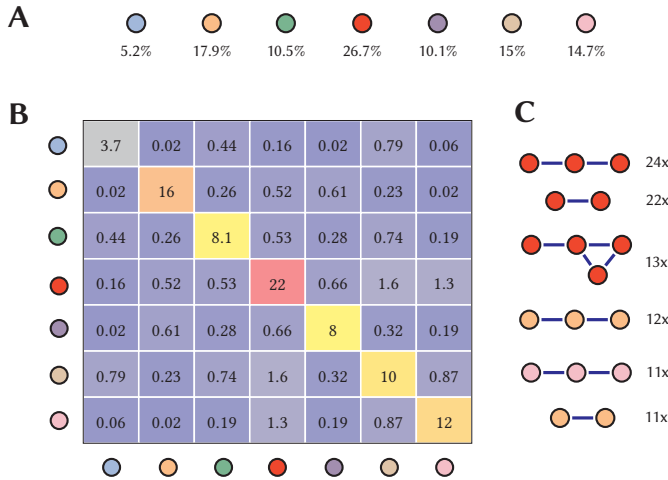 A
5.2% 17.9% 10.5% 26.7% 10.1% 15% 14.7%
B
3.7 0.02 0.44 0.16 0.02 0.79 0.06
0.02 16 0.26 0.52 0.61 0.23 0.02
0.44 0.26 8.1 0.53 0.28 0.74 0.19
0.16 0.52 0.53 22 0.66 1.6 1.3
0.02 0.61 0.28 0.66 8 0.32 0.19
0.79 0.23 0.74 1.6 0.32 10 0.87
0.06 0.02 0.19 1.3 0.19 0.87 12
C
24x
22x
13x
12x
11x
11x